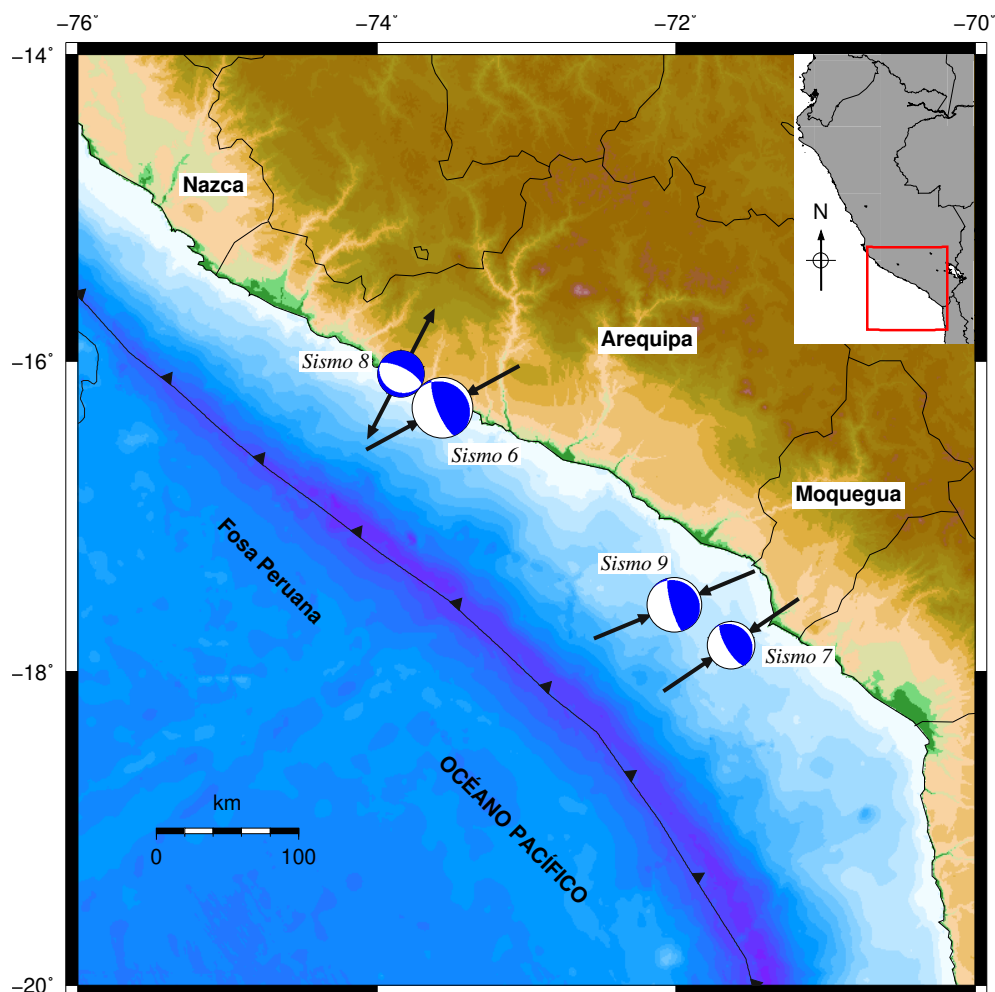 −76˚
−74˚
−72˚
−70˚
−14˚
−16˚
−18˚
−20˚
Nazca
N
Arequipa
Sismo 8
Sismo 6
Moquegua
Fosa Peruana
Sismo 9
Sismo 7
OCÉANO PACÍFICO
km
0
100